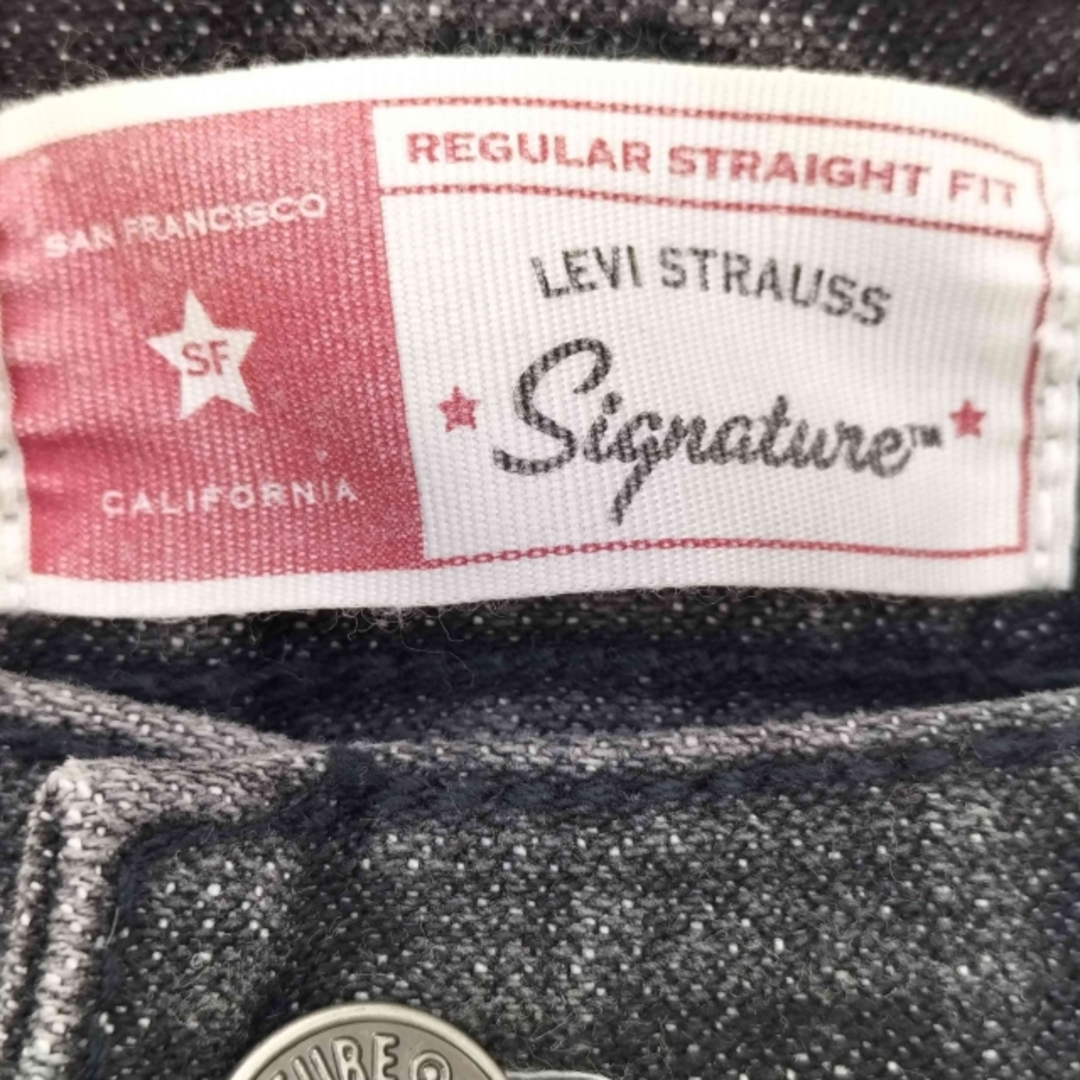 REGULAR STRAIGHT FIT
SAN FRANCISCO
SF
CALIFORNIA
LEVI STRAUSS
Signature™